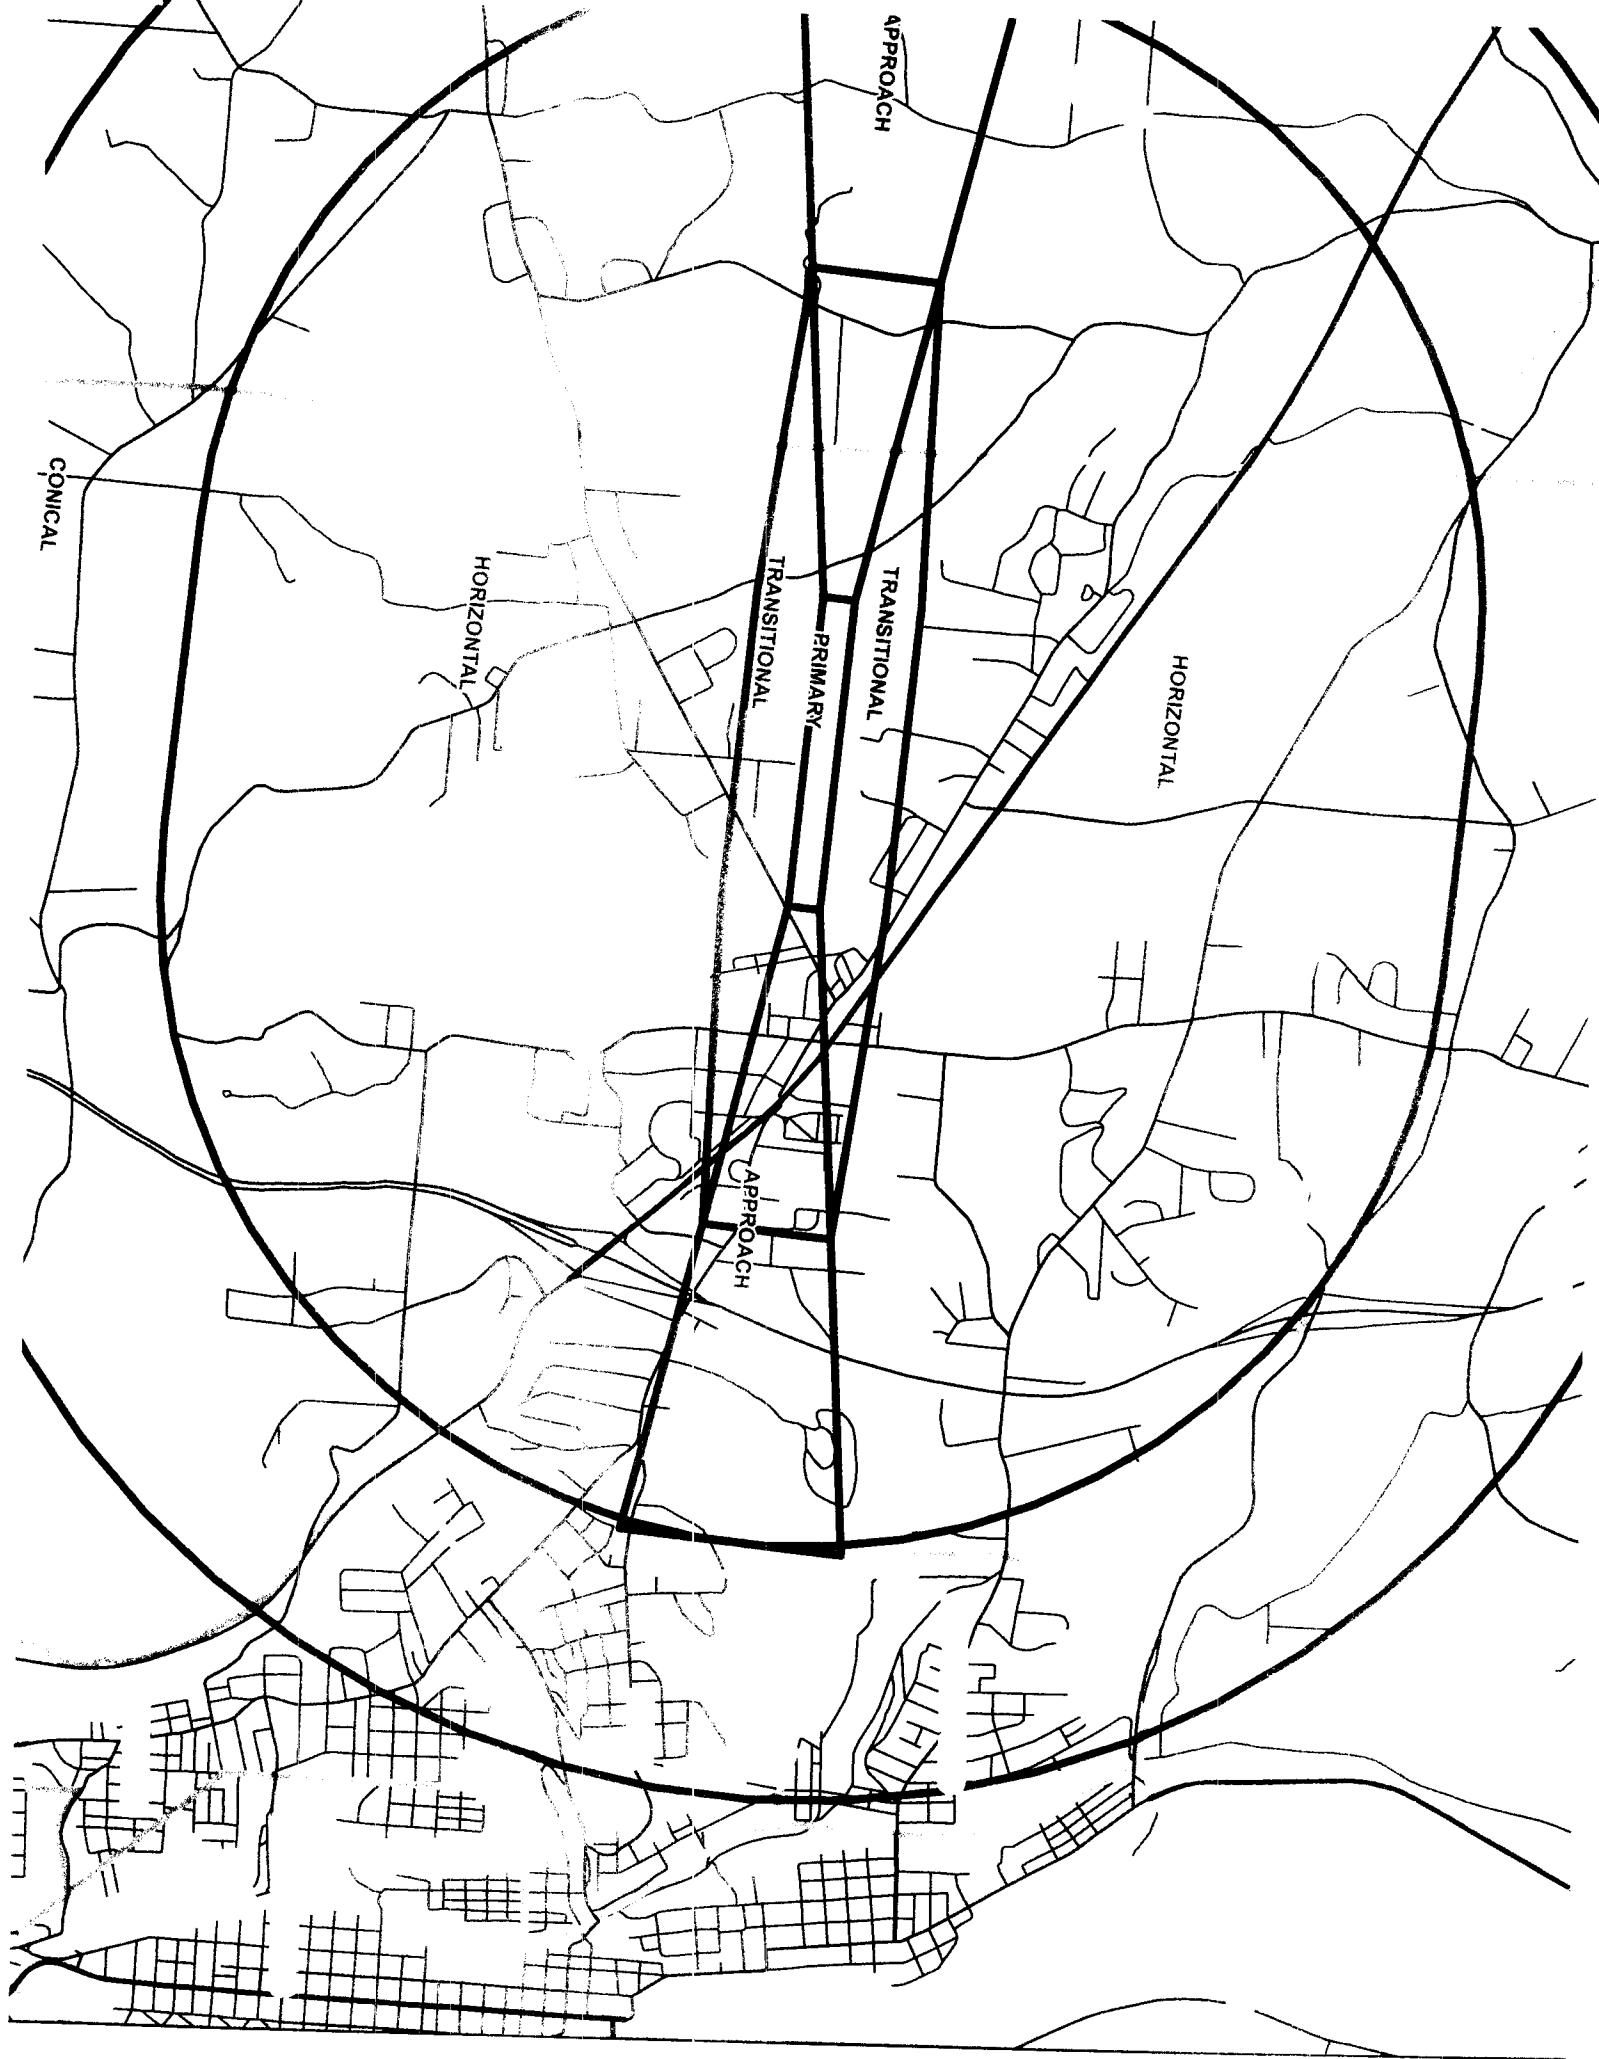 APPROACH
CONICAL
HORIZONTAL
TRANSITIONAL
PRIMARY
TRANSITIONAL
HORIZONTAL
APPROACH